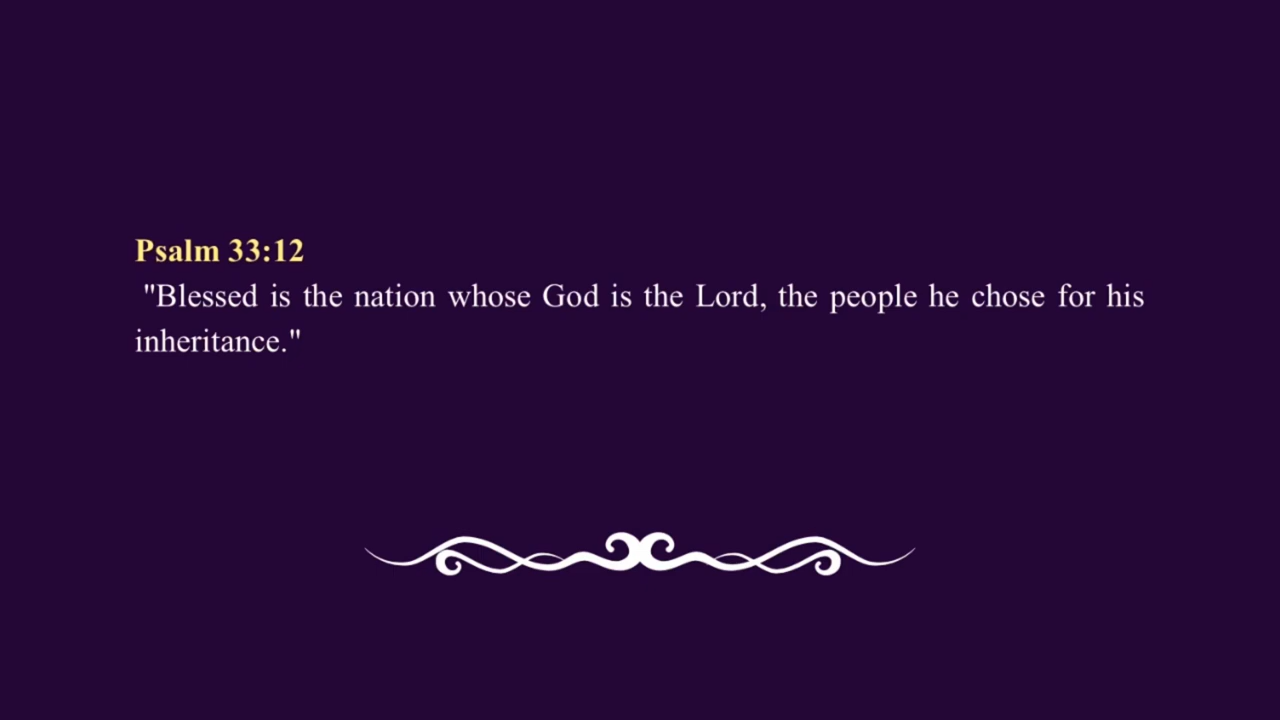 Psalm 33:12
"Blessed is the nation whose God is the Lord, the people he chose for his
inheritance."